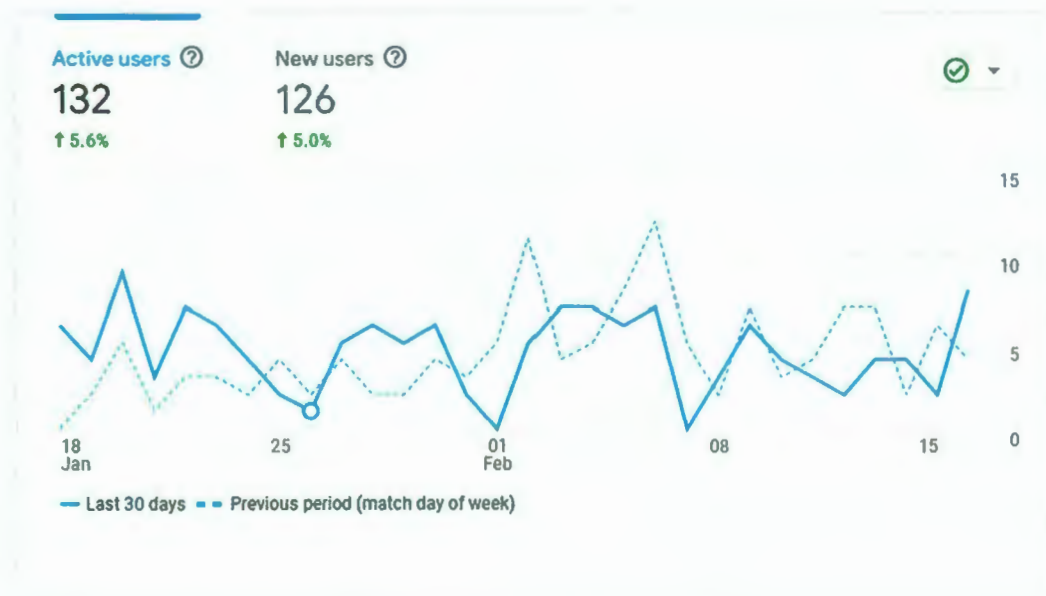 Active users
132
↑ 5.6%
New users
126
↑ 5.0%
15
10
5
0
18
Jan
25
01
Feb
08
15
Last 30 days
Previous period (match day of week)